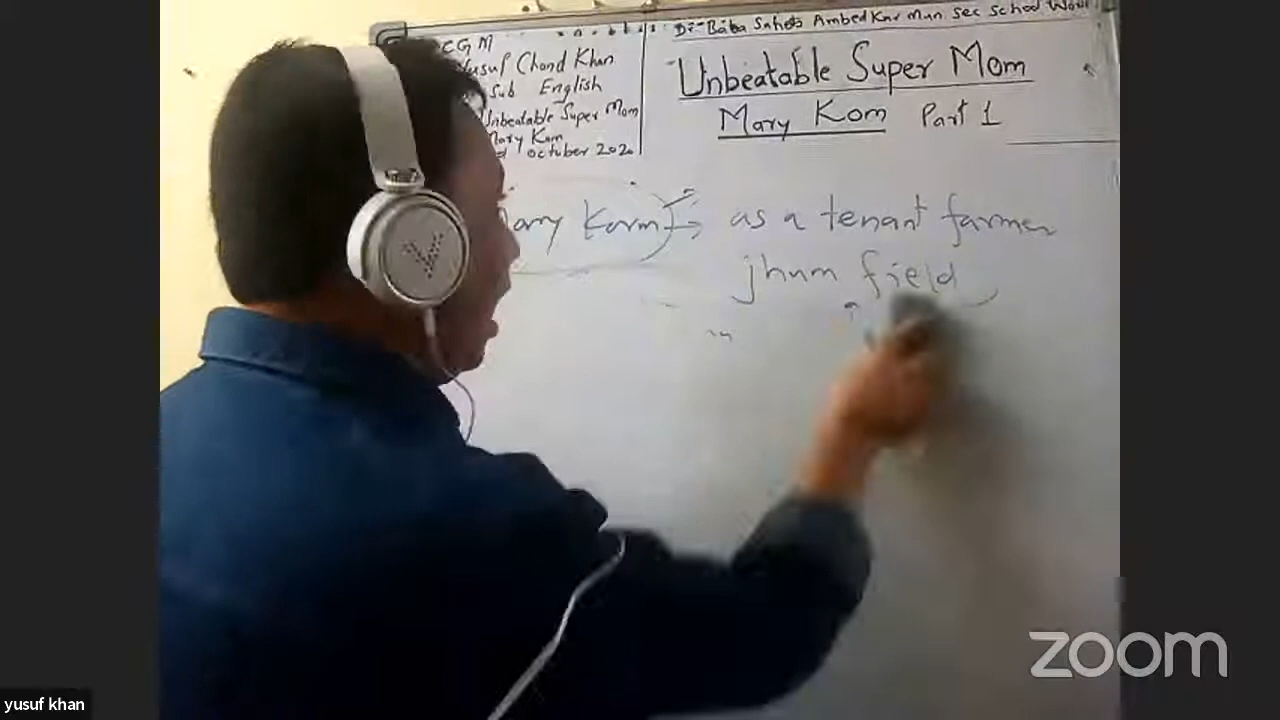 Dr Baba Saheb Ambedkar Mun Sec School
CGM
Yusuf Chand Khan
Sub English
Unbeatable Super Mom
Mary Kom
October 2020
Unbeatable Super Mom
Mary Kom Part 1
Mary Kom as a tenant farmer
jhum field
zoom
yusuf khan